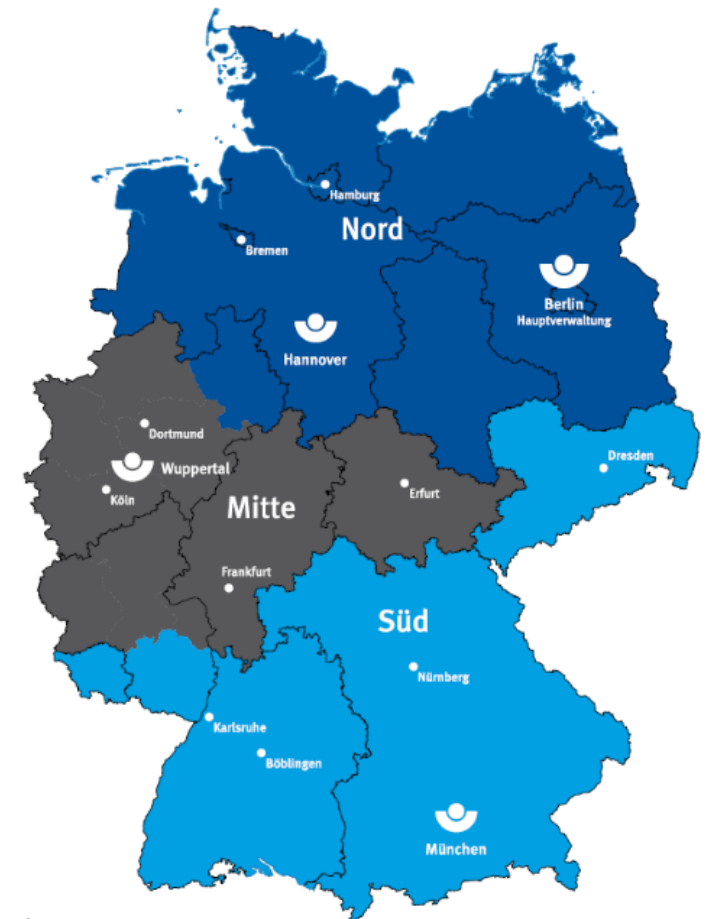 Hamburg
Nord
Bremen
Berlin
Hauptverwaltung
Hannover
Dortmund
Wuppertal
Dresden
Köln
Erfurt
Mitte
Frankfurt
Süd
Nürnberg
Karlsruhe
Böblingen
München